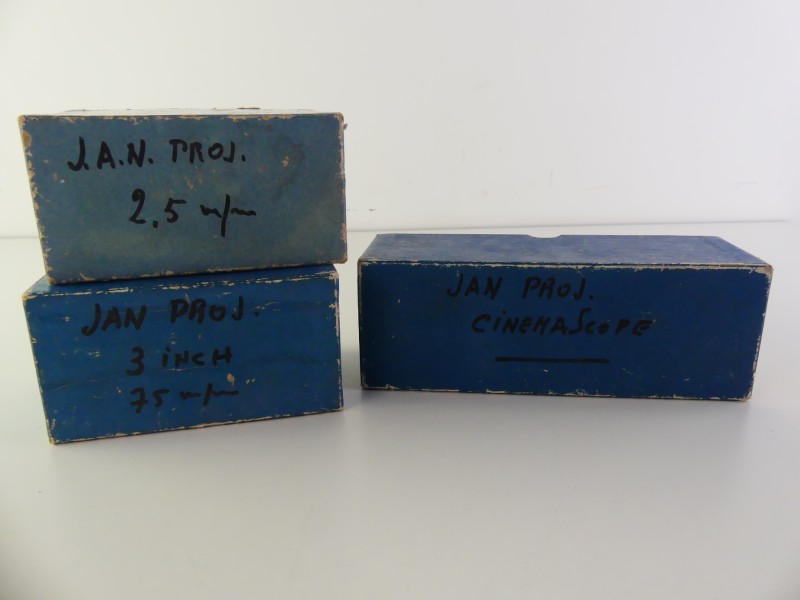 J.A.N. PROJ.
2,5 m/m
JAN PROJ.
3 INCH
75 m/m
JAN PROJ.
CINEMASCOPE